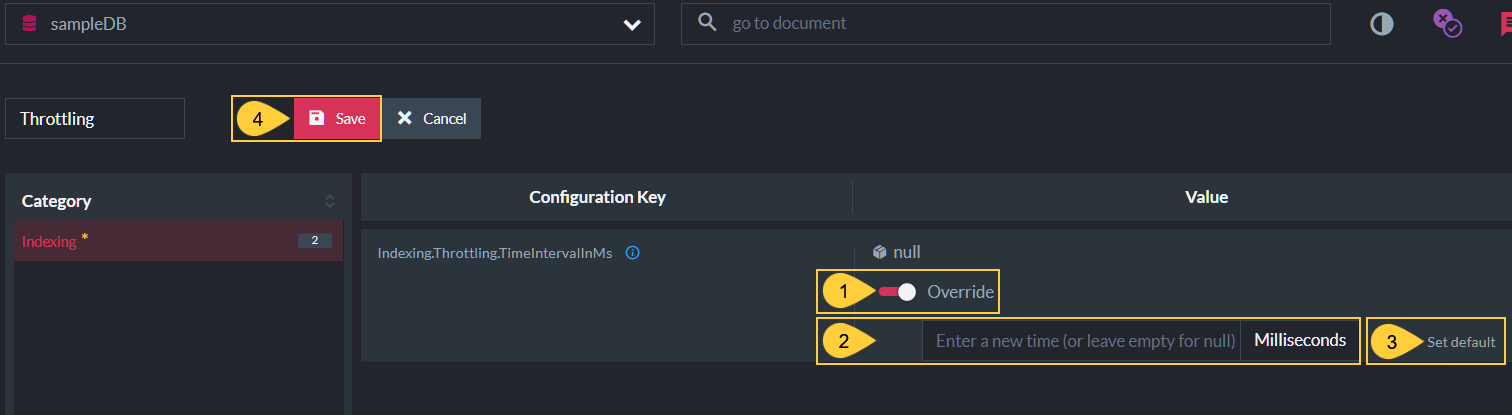 sampleDB
go to document
Throttling
4
Save
Cancel
Category
Indexing *
2
Configuration Key
Value
Indexing.Throttling.TimeIntervalInMs
null
1
Override
2
Enter a new time (or leave empty for null)
Milliseconds
3
Set default